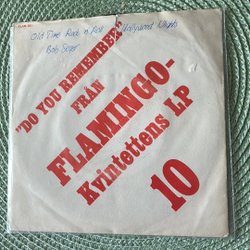 Old Time Rock 'n Roll Hollywood Nights
Bob Seger
"DO YOU REMEMBER"
FRÅN
FLAMINGO-
Kvintettens LP
10